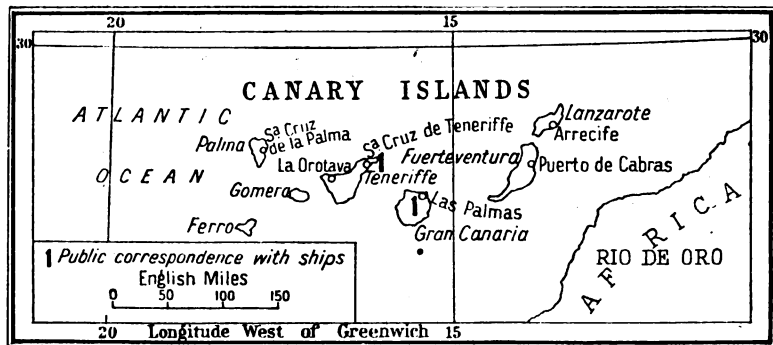 20 15
30 30
CANARY ISLANDS
ATLANTIC
OCEAN
Palma
Sa. Cruz
de la Palma
Sa. Cruz de Teneriffe
1
La Orotava
Teneriffe
Gomera
Ferro
Lanzarote
Arrecife
Fuerteventura
Puerto de Cabras
1
Las Palmas
Gran Canaria
AFRICA
RIO DE ORO
1 Public correspondence with ships
English Miles
0 50 100 150
20 Longitude West of Greenwich 15